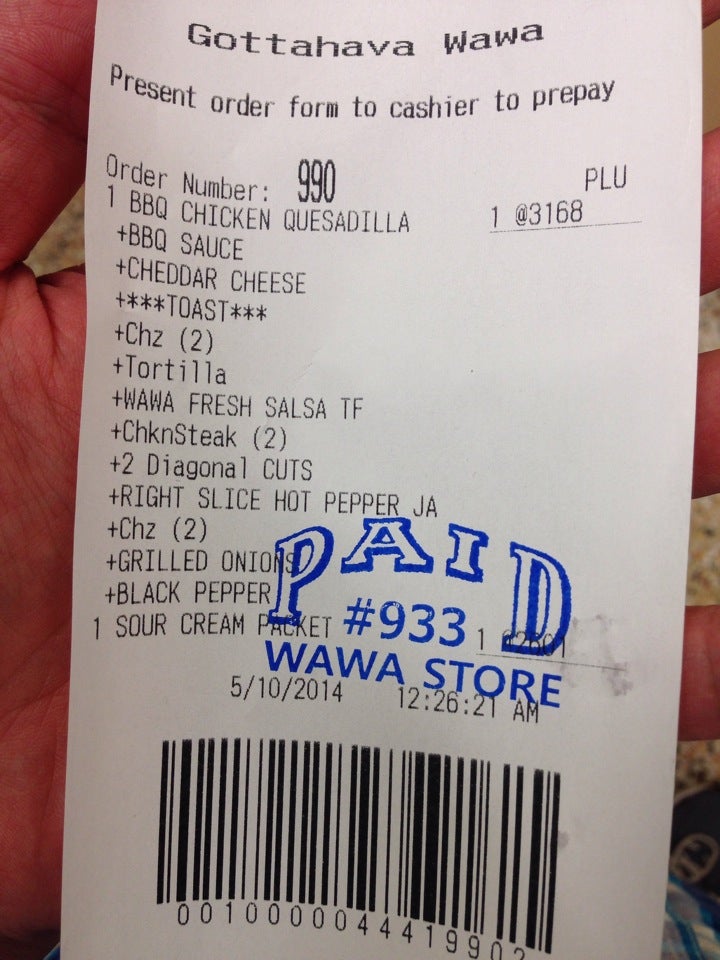 Gottahava Wawa
Present order form to cashier to prepay
Order Number: 990 PLU
1 BBQ CHICKEN QUESADILLA 1 @3168
+BBQ SAUCE
+CHEDDAR CHEESE
+***TOAST***
+Chz (2)
+Tortilla
+WAWA FRESH SALSA TF
+ChknSteak (2)
+2 Diagonal CUTS
+RIGHT SLICE HOT PEPPER JA
+Chz (2)
+GRILLED ONIONS
+BLACK PEPPER
1 SOUR CREAM PACKET 1
PAID
#933
WAWA STORE
5/10/2014 12:26:21 AM
001000004441990